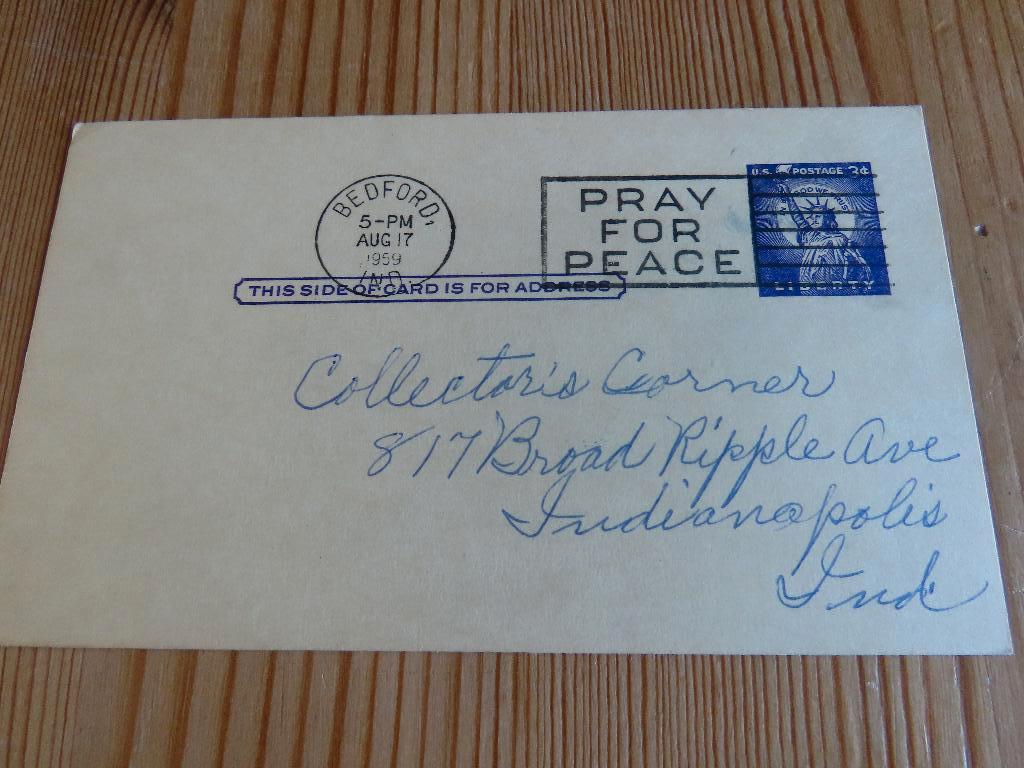 BEDFORD,
5-PM
AUG 17
1959
IND.
PRAY
FOR
PEACE
U.S. POSTAGE 3¢
IN GOD WE TRUST
LIBERTY
THIS SIDE OF CARD IS FOR ADDRESS
Collector's Corner
817 Broad Ripple Ave
Indianapolis
Ind